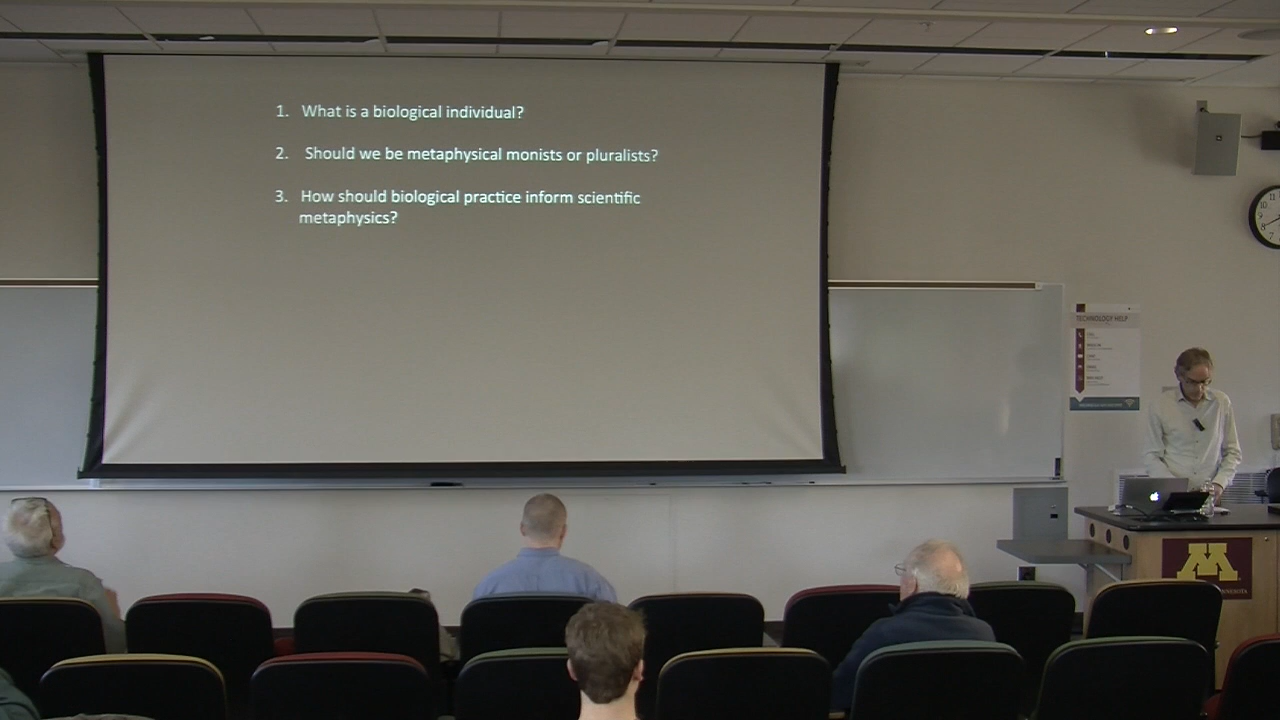 1. What is a biological individual?
2. Should we be metaphysical monists or pluralists?
3. How should biological practice inform scientific
metaphysics?
TECHNOLOGY HELP
M